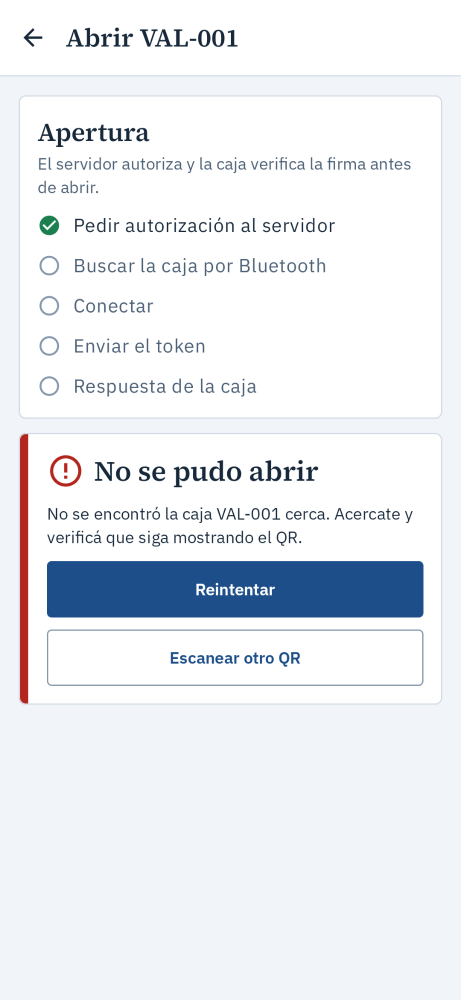 Abrir VAL-001
Apertura
El servidor autoriza y la caja verifica la firma antes
de abrir.
Pedir autorización al servidor
Buscar la caja por Bluetooth
Conectar
Enviar el token
Respuesta de la caja
No se pudo abrir
No se encontró la caja VAL-001 cerca. Acercate y
verificá que siga mostrando el QR.
Reintentar
Escanear otro QR